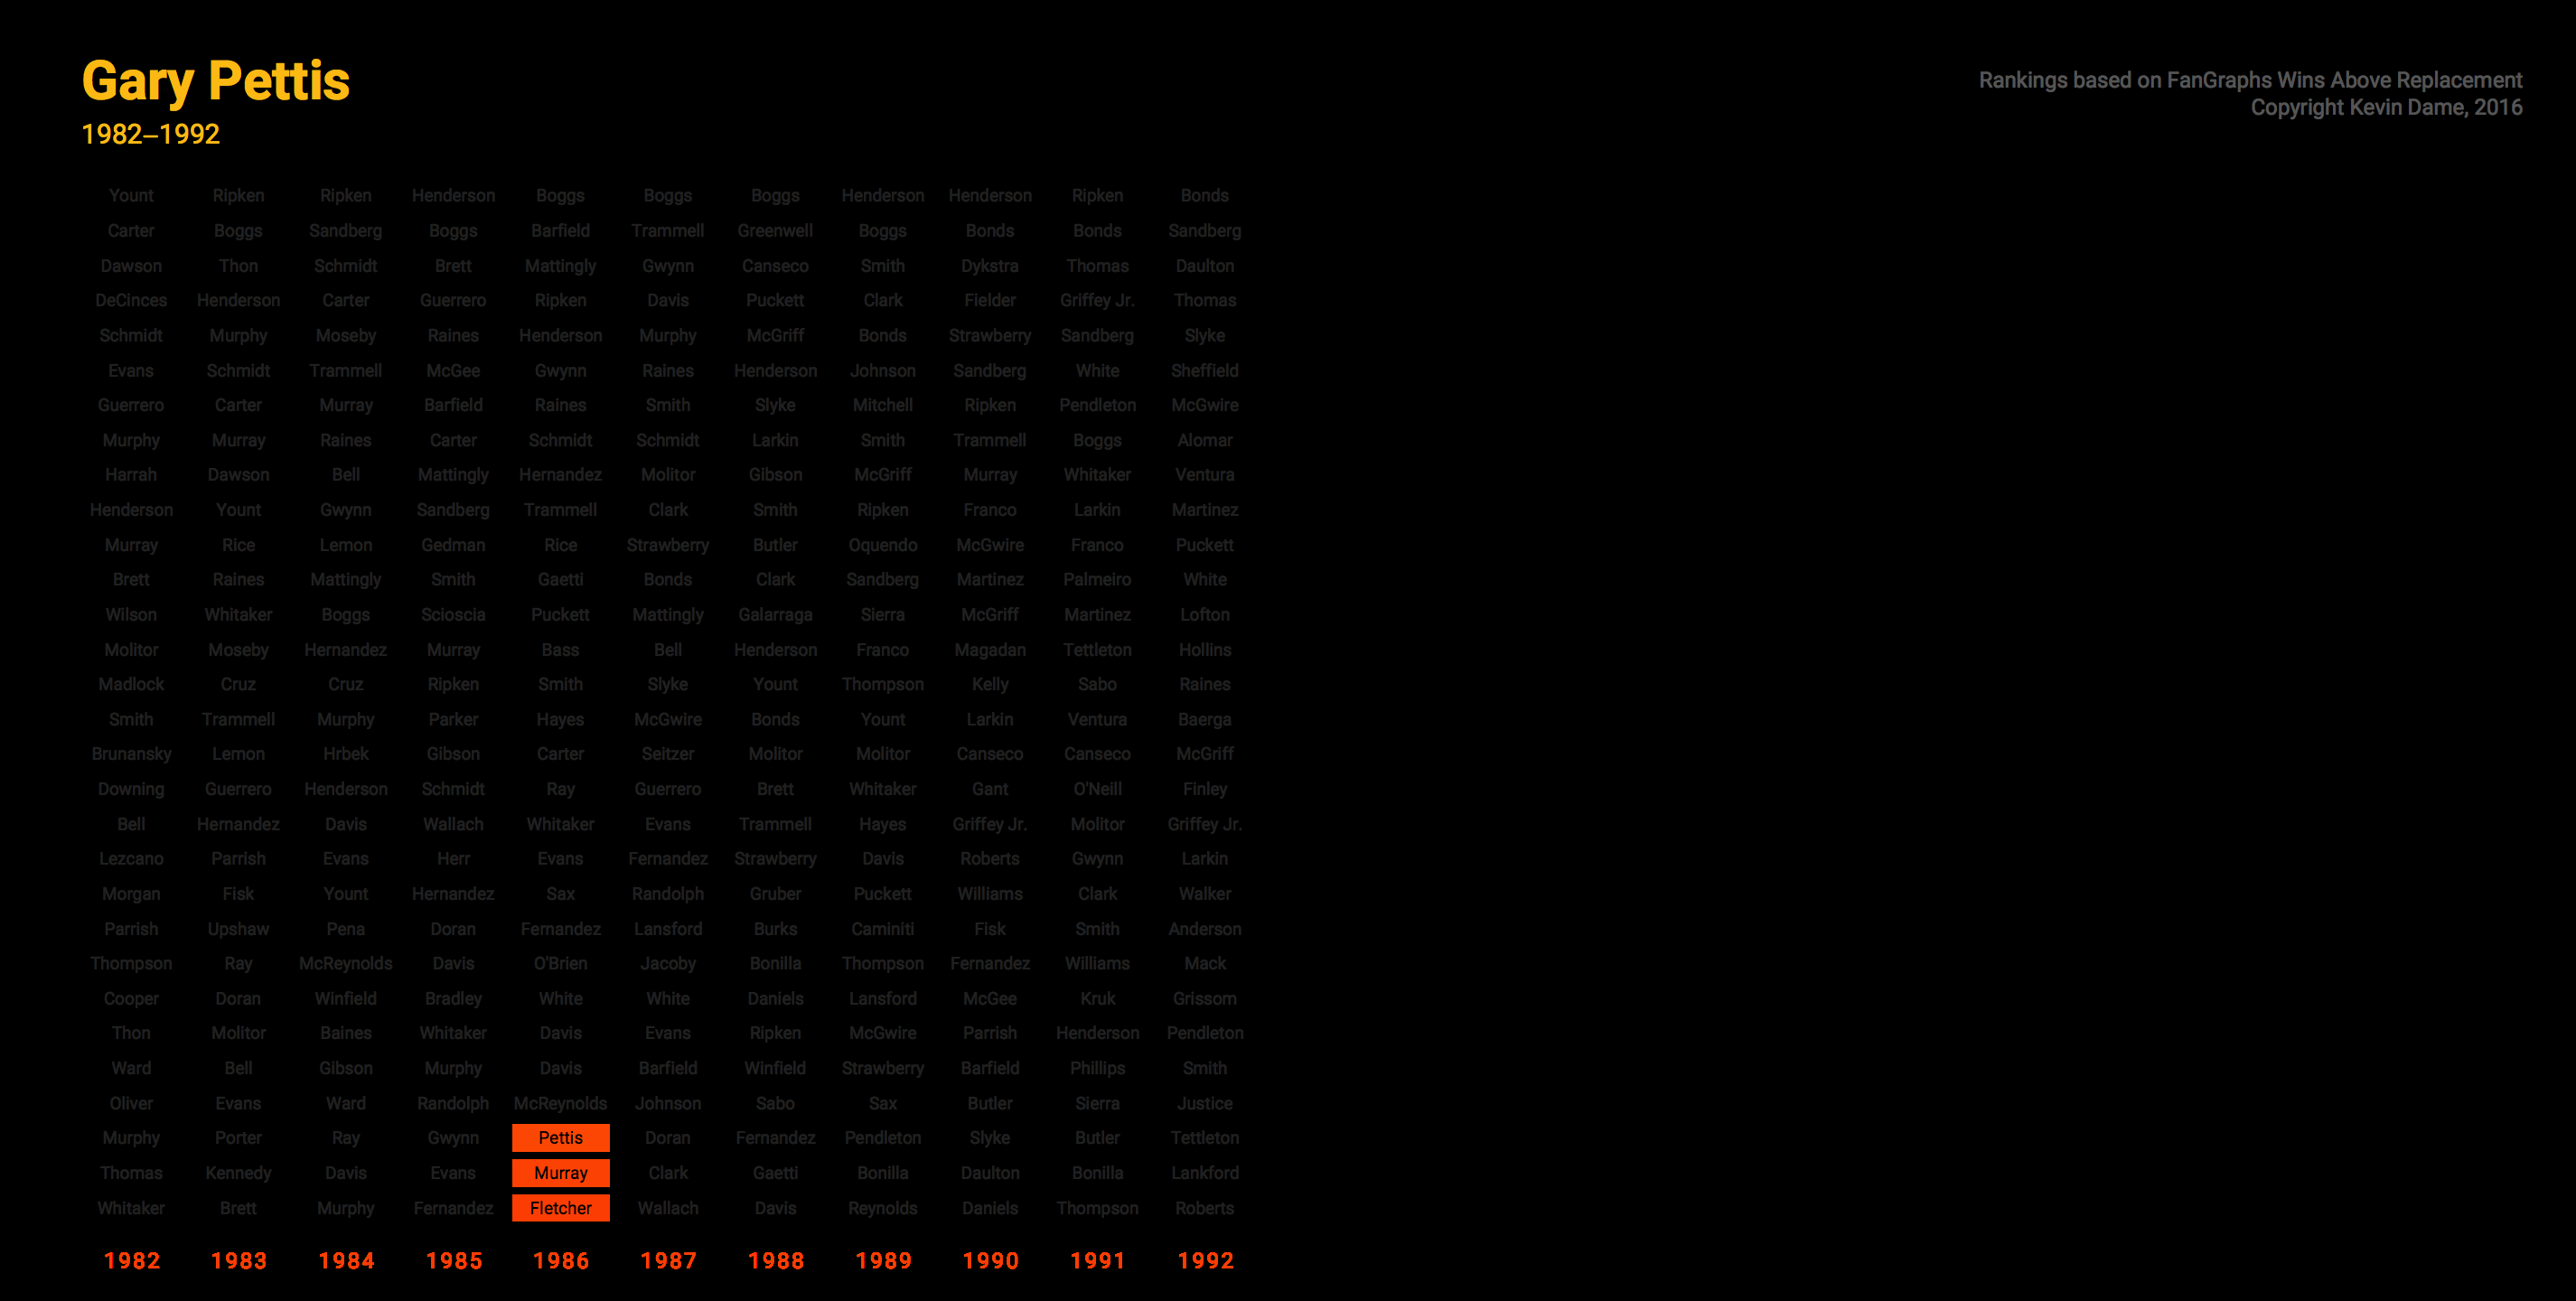 Gary Pettis
1982–1992
Rankings based on FanGraphs Wins Above Replacement
Copyright Kevin Dame, 2016
Yount Ripken Ripken Henderson Boggs Boggs Boggs Henderson Henderson Ripken Bonds
Carter Boggs Sandberg Boggs Barfield Trammell Greenwell Boggs Bonds Bonds Sandberg
Dawson Thon Schmidt Brett Mattingly Gwynn Canseco Smith Dykstra Thomas Daulton
DeCinces Henderson Carter Guerrero Ripken Davis Puckett Clark Fielder Griffey Jr. Thomas
Schmidt Murphy Moseby Raines Henderson Murphy McGriff Bonds Strawberry Sandberg Slyke
Evans Schmidt Trammell McGee Gwynn Raines Henderson Johnson Sandberg White Sheffield
Guerrero Carter Murray Barfield Raines Smith Slyke Mitchell Ripken Pendleton McGwire
Murphy Murray Raines Carter Schmidt Schmidt Larkin Smith Trammell Boggs Alomar
Harrah Dawson Bell Mattingly Hernandez Molitor Gibson McGriff Murray Whitaker Ventura
Henderson Yount Gwynn Sandberg Trammell Clark Smith Ripken Franco Larkin Martinez
Murray Rice Lemon Gedman Rice Strawberry Butler Oquendo McGwire Franco Puckett
Brett Raines Mattingly Smith Gaetti Bonds Clark Sandberg Martinez Palmeiro White
Wilson Whitaker Boggs Scioscia Puckett Mattingly Galarraga Sierra McGriff Martinez Lofton
Molitor Moseby Hernandez Murray Bass Bell Henderson Franco Magadan Tettleton Hollins
Madlock Cruz Cruz Ripken Smith Slyke Yount Thompson Kelly Sabo Raines
Smith Trammell Murphy Parker Hayes McGwire Bonds Yount Larkin Ventura Baerga
Brunansky Lemon Hrbek Gibson Carter Seitzer Molitor Molitor Canseco Canseco McGriff
Downing Guerrero Henderson Schmidt Ray Guerrero Brett Whitaker Gant O'Neill Finley
Bell Hernandez Davis Wallach Whitaker Evans Trammell Hayes Griffey Jr. Molitor Griffey Jr.
Lezcano Parrish Evans Herr Evans Fernandez Strawberry Davis Roberts Gwynn Larkin
Morgan Fisk Yount Hernandez Sax Randolph Gruber Puckett Williams Clark Walker
Parrish Upshaw Pena Doran Fernandez Lansford Burks Caminiti Fisk Smith Anderson
Thompson Ray McReynolds Davis O'Brien Jacoby Bonilla Thompson Fernandez Williams Mack
Cooper Doran Winfield Bradley White White Daniels Lansford McGee Kruk Grissom
Thon Molitor Baines Whitaker Davis Evans Ripken McGwire Parrish Henderson Pendleton
Ward Bell Gibson Murphy Davis Barfield Winfield Strawberry Barfield Phillips Smith
Oliver Evans Ward Randolph McReynolds Johnson Sabo Sax Butler Sierra Justice
Murphy Porter Ray Gwynn Pettis Doran Fernandez Pendleton Slyke Butler Tettleton
Thomas Kennedy Davis Evans Murray Clark Gaetti Bonilla Daulton Bonilla Lankford
Whitaker Brett Murphy Fernandez Fletcher Wallach Davis Reynolds Daniels Thompson Roberts
1982 1983 1984 1985 1986 1987 1988 1989 1990 1991 1992